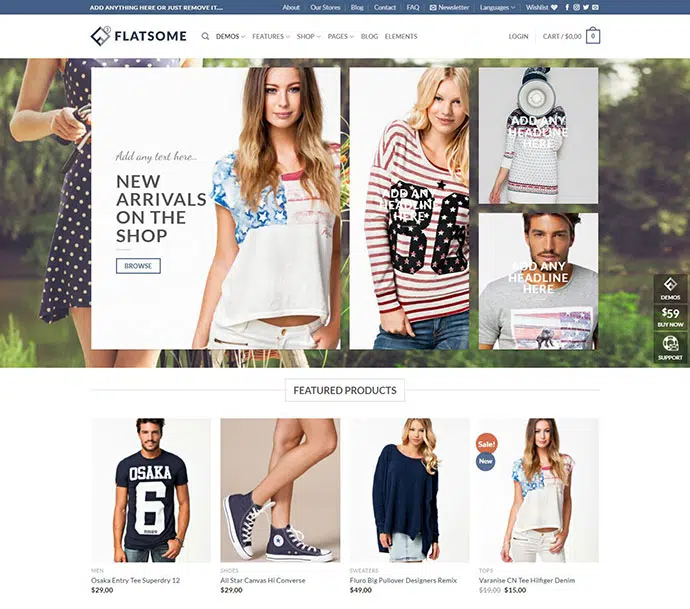 ADD ANYTHING HERE OR JUST REMOVE IT....
About
Our Stores
Blog
Contact
FAQ
Newsletter
Languages
Wishlist
FLATSOME
3
DEMOS
FEATURES
SHOP
PAGES
BLOG
ELEMENTS
LOGIN
CART / $0,00
0
Add any text here...
NEW
ARRIVALS
ON THE
SHOP
BROWSE
ADD ANY
HEADLINE
HERE
ADD ANY
HEADLINE
HERE
ADD ANY
HEADLINE
HERE
DEMOS
$59
BUY NOW
SUPPORT
FEATURED PRODUCTS
OSAKA
6
Sale!
New
MEN
Osaka Entry Tee Superdry 12
$29,00
SHOES
All Star Canvas Hi Converse
$29,00
SWEATERS
Fluro Big Pullover Designers Remix
$49,00
TOPS
Varanise CN Tee Hilfiger Denim
$19,00 $15,00